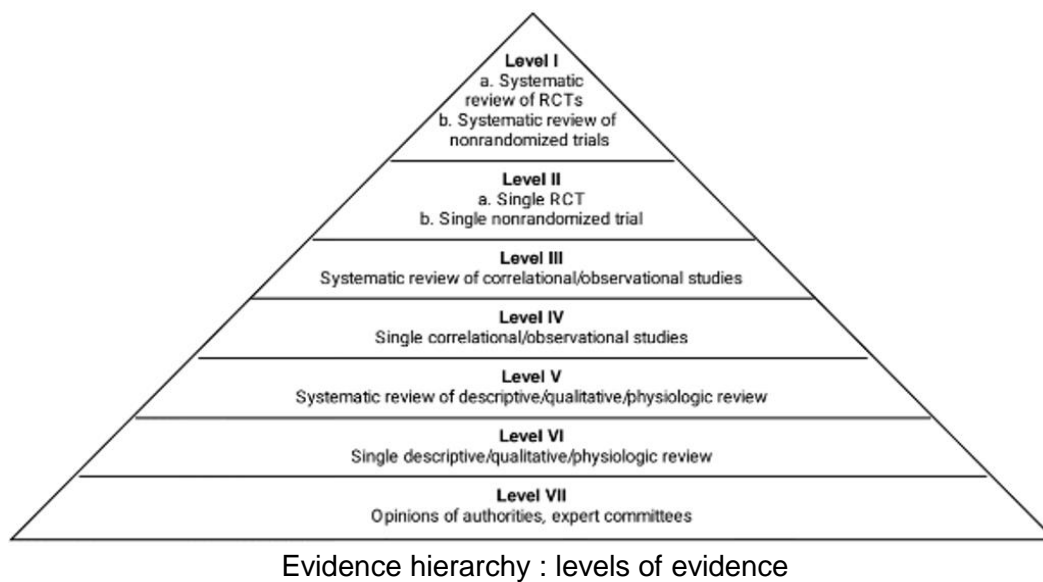 Level I
a. Systematic
review of RCTs
b. Systematic review of
nonrandomized trials
Level II
a. Single RCT
b. Single nonrandomized trial
Level III
Systematic review of correlational/observational studies
Level IV
Single correlational/observational studies
Level V
Systematic review of descriptive/qualitative/physiologic review
Level VI
Single descriptive/qualitative/physiologic review
Level VII
Opinions of authorities, expert committees
Evidence hierarchy : levels of evidence